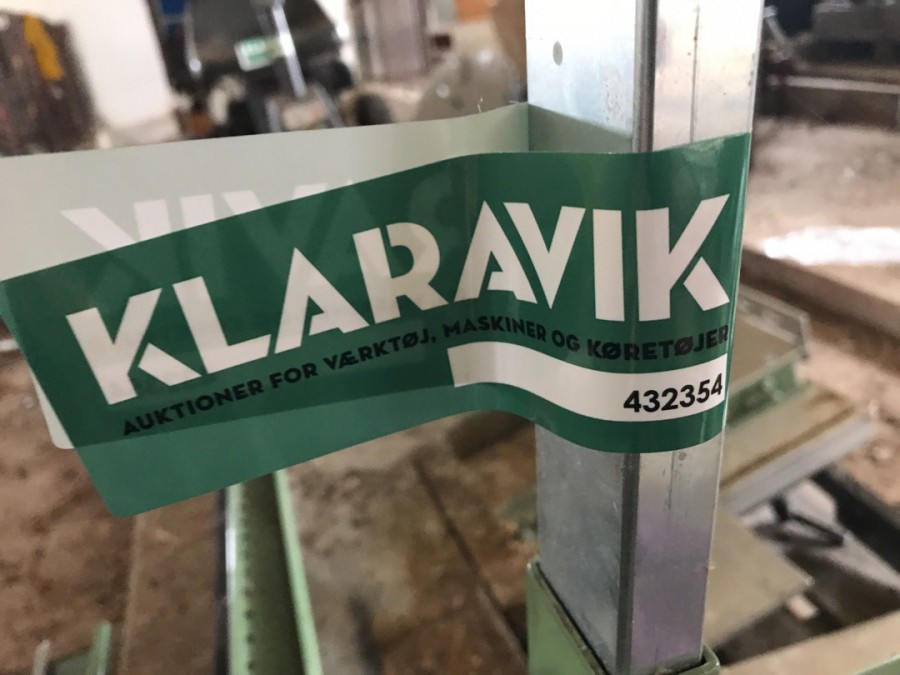 KLARAVIK
AUKTIONER FOR VÆRKTØJ, MASKINER OG KØRETØJER
432354